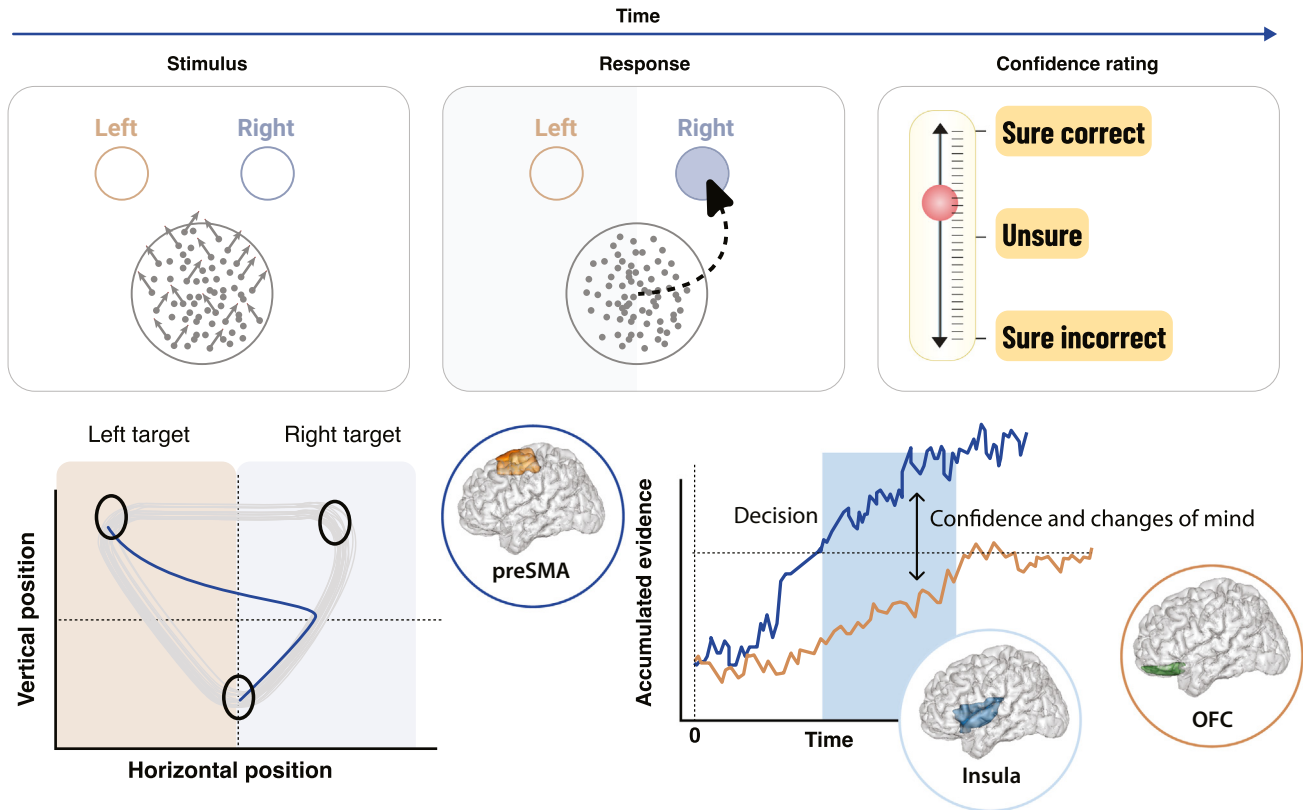 Time
Stimulus
Response
Confidence rating
Left
Right
Left
Right
Sure correct
Unsure
Sure incorrect
Left target
Right target
Vertical position
Horizontal position
preSMA
Accumulated evidence
Decision
Confidence and changes of mind
0
Time
Insula
OFC